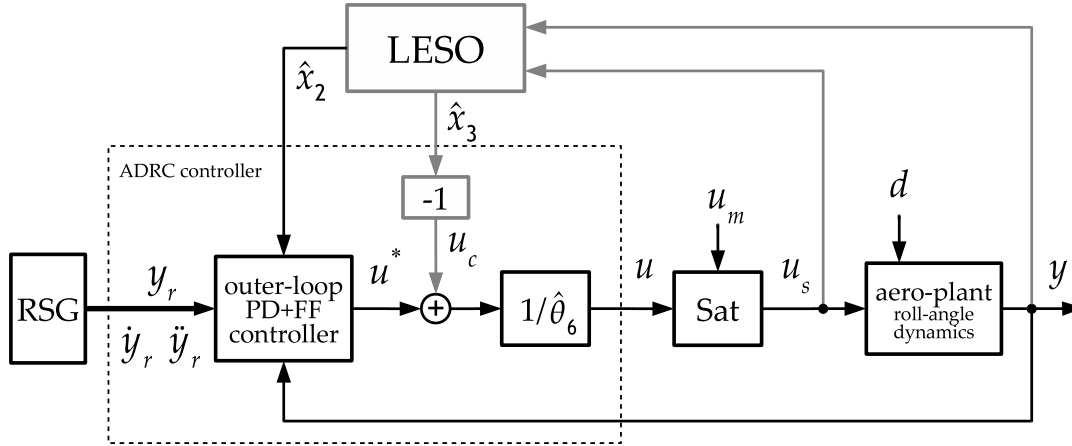 LESO
x̂₂
x̂₃
ADRC controller
-1
u_m
d
RSG
y_r
ẏ_r ÿ_r
outer-loop
PD+FF
controller
u*
u_c
+
1/θ̂₆
u
Sat
u_s
aero-plant
roll-angle
dynamics
y